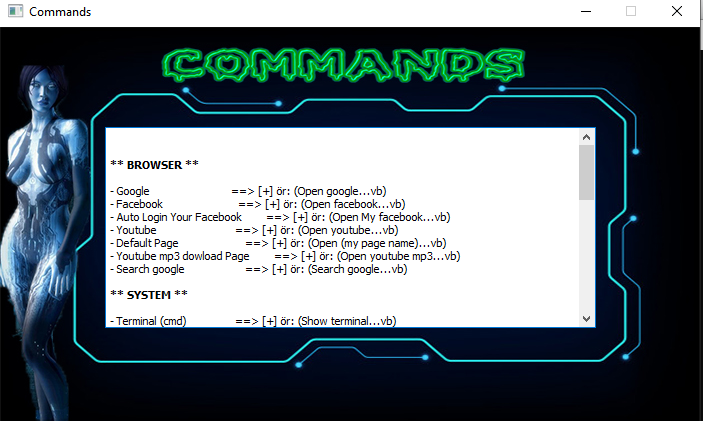 Commands
COMMANDS
** BROWSER **
- Google ==> [+] ör: (Open google...vb)
- Facebook ==> [+] ör: (Open facebook...vb)
- Auto Login Your Facebook ==> [+] ör: (Open My facebook...vb)
- Youtube ==> [+] ör: (Open youtube...vb)
- Default Page ==> [+] ör: (Open (my page name)...vb)
- Youtube mp3 dowload Page ==> [+] ör: (Open youtube mp3...vb)
- Search google ==> [+] ör: (Search google...vb)
** SYSTEM **
- Terminal (cmd) ==> [+] ör: (Show terminal...vb)